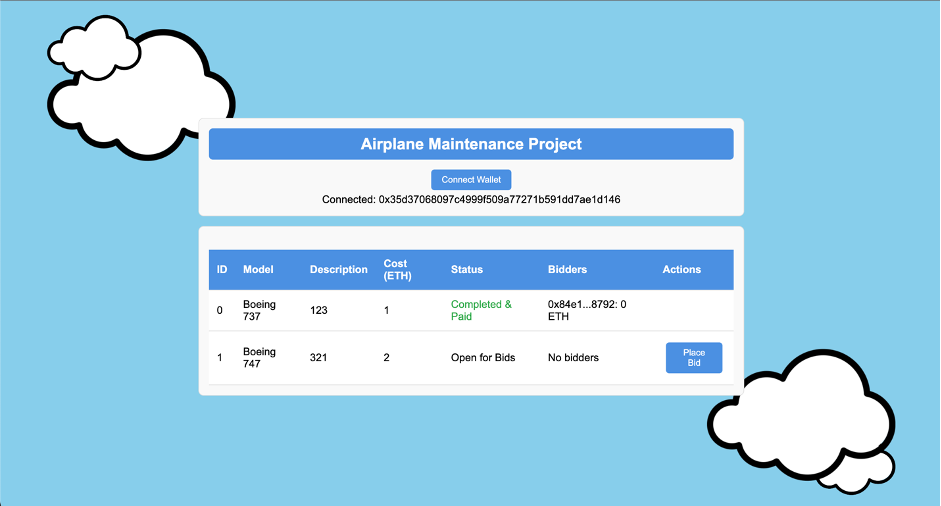 Airplane Maintenance Project
Connect Wallet
Connected: 0x35d37068097c4999f509a77271b591dd7ae1d146
ID Model Description Cost (ETH) Status Bidders Actions
0 Boeing 737 123 1 Completed & Paid 0x84e1...8792: 0 ETH
1 Boeing 747 321 2 Open for Bids No bidders Place Bid